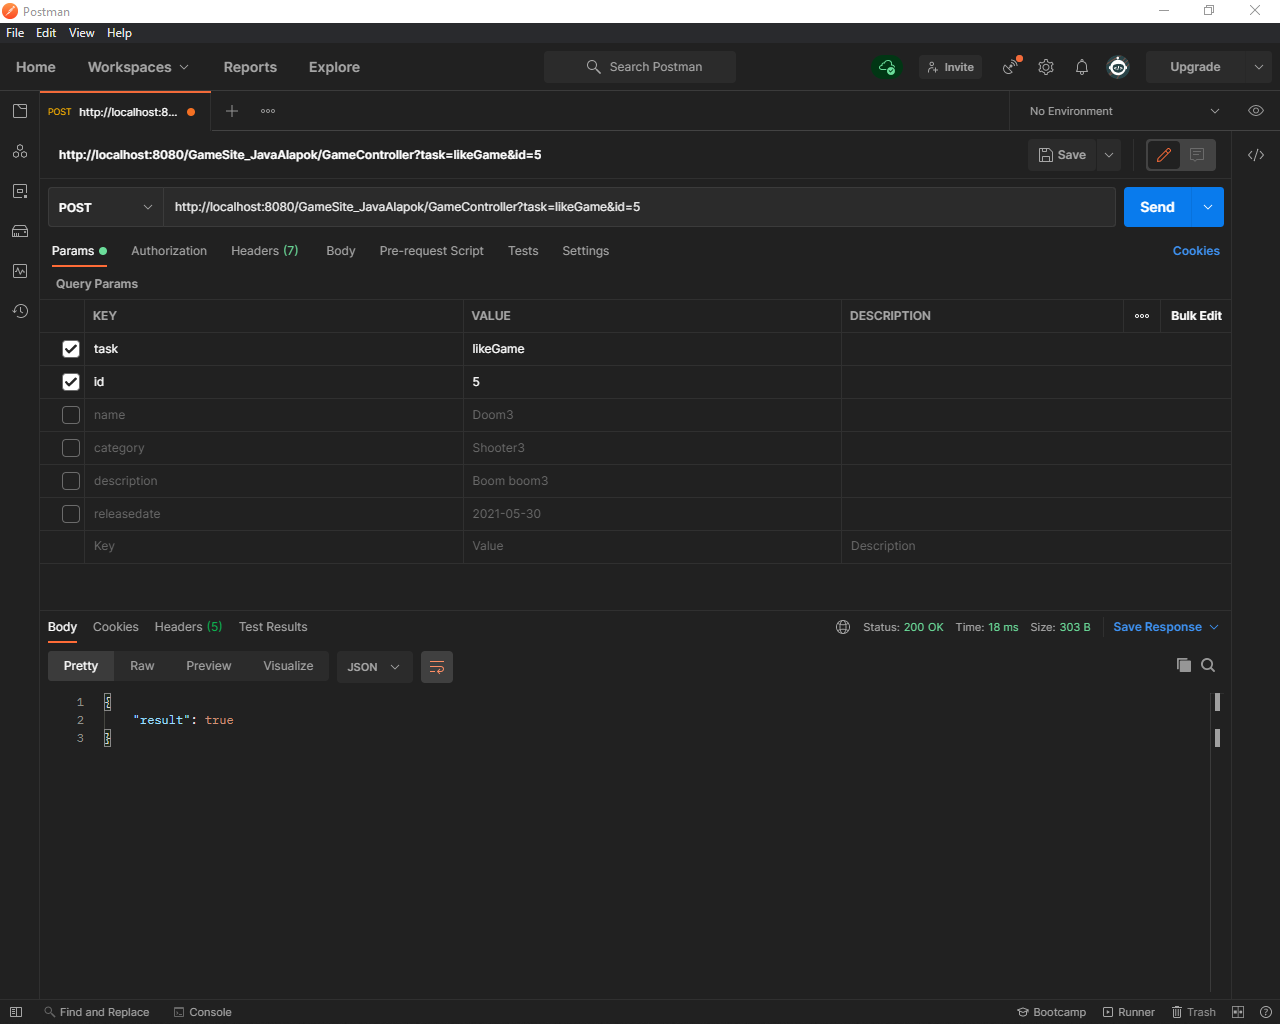 Postman
File Edit View Help
Home Workspaces Reports Explore Search Postman Invite Upgrade
POST http://localhost:8... No Environment
http://localhost:8080/GameSite_JavaAlapok/GameController?task=likeGame&id=5 Save
POST http://localhost:8080/GameSite_JavaAlapok/GameController?task=likeGame&id=5 Send
Params Authorization Headers (7) Body Pre-request Script Tests Settings Cookies
Query Params
KEY VALUE DESCRIPTION Bulk Edit
task likeGame
id 5
name Doom3
category Shooter3
description Boom boom3
releasedate 2021-05-30
Key Value Description
Body Cookies Headers (5) Test Results Status: 200 OK Time: 18 ms Size: 303 B Save Response
Pretty Raw Preview Visualize JSON
1 {
2 "result": true
3 }
Find and Replace Console Bootcamp Runner Trash